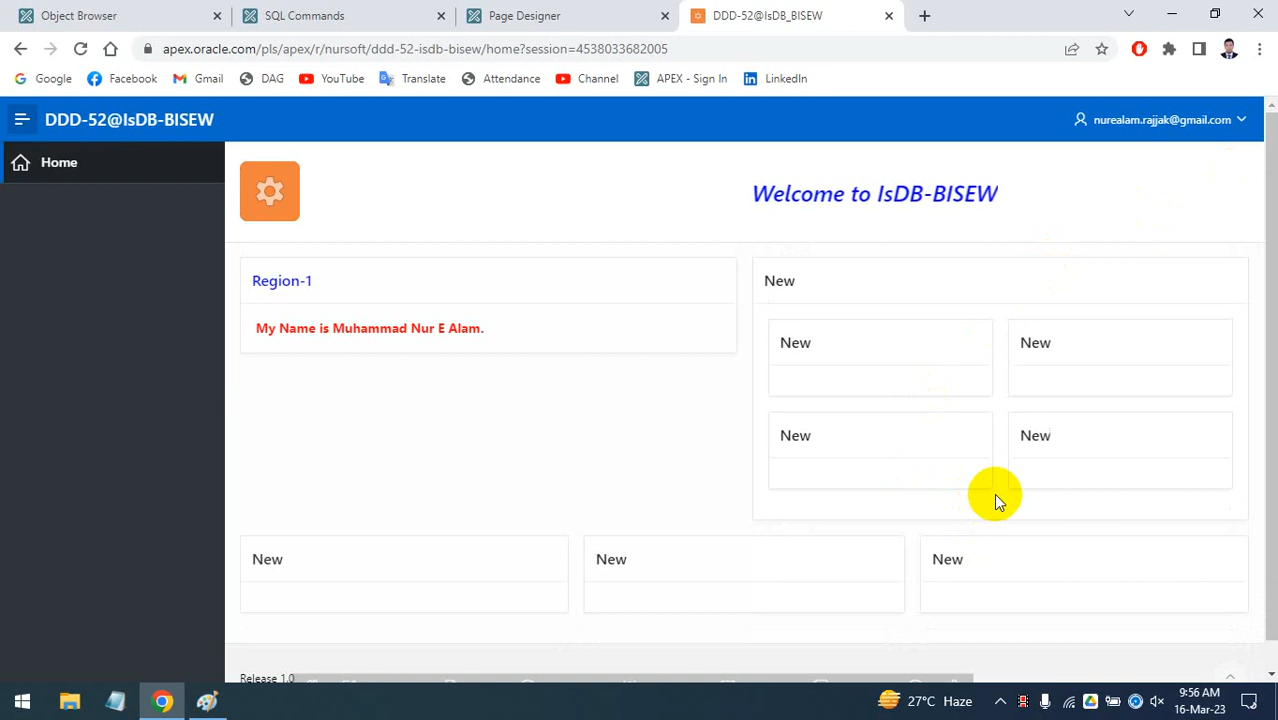 Object Browser
SQL Commands
Page Designer
DDD-52@IsDB_BISEW
apex.oracle.com/pls/apex/r/nursoft/ddd-52-isdb-bisew/home?session=4538033682005
Google
Facebook
Gmail
DAG
YouTube
Translate
Attendance
Channel
APEX - Sign In
LinkedIn
DDD-52@IsDB-BISEW
nurealam.rajjak@gmail.com
Home
Welcome to IsDB-BISEW
Region-1
New
My Name is Muhammad Nur E Alam.
New
New
New
New
New
New
New
Release 1.0
27°C Haze
9:56 AM
16-Mar-23